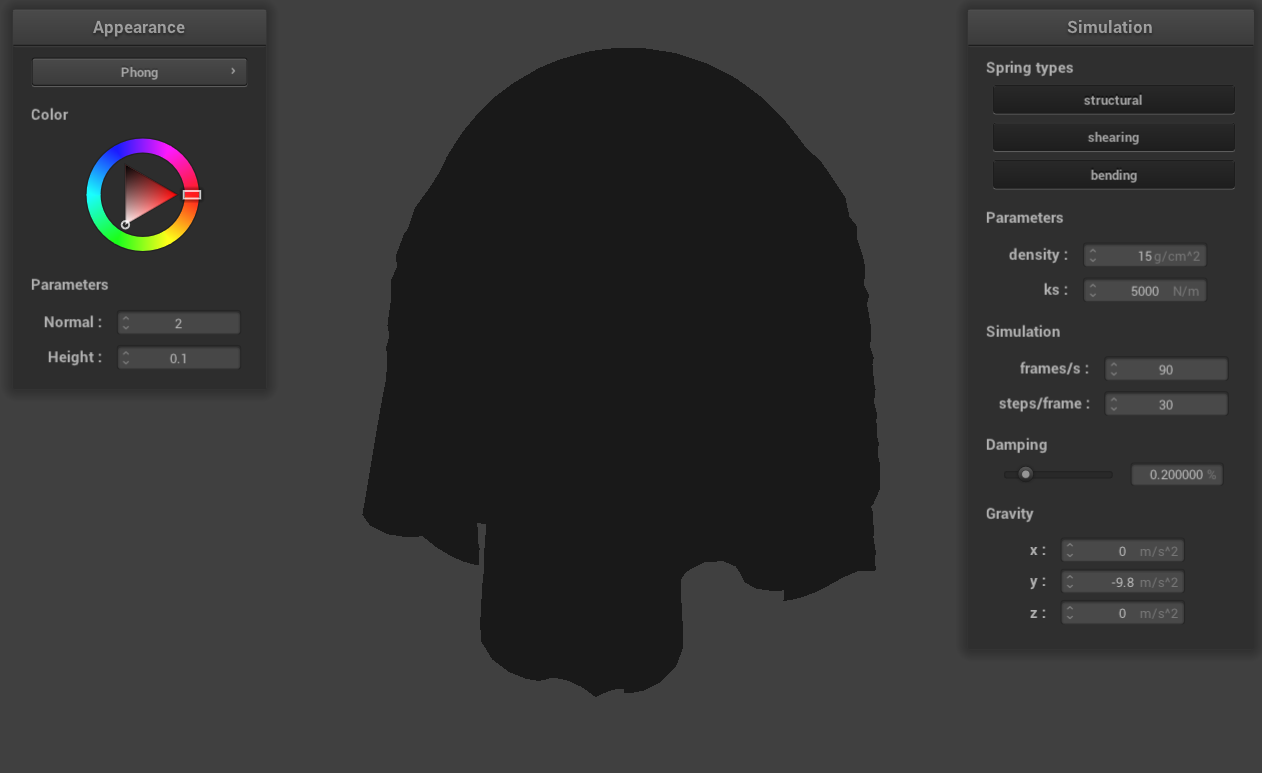 Appearance
Phong
Color
Parameters
Normal : 2
Height : 0.1
Simulation
Spring types
structural
shearing
bending
Parameters
density : 15 g/cm^2
ks : 5000 N/m
Simulation
frames/s : 90
steps/frame : 30
Damping
0.200000 %
Gravity
x : 0 m/s^2
y : -9.8 m/s^2
z : 0 m/s^2